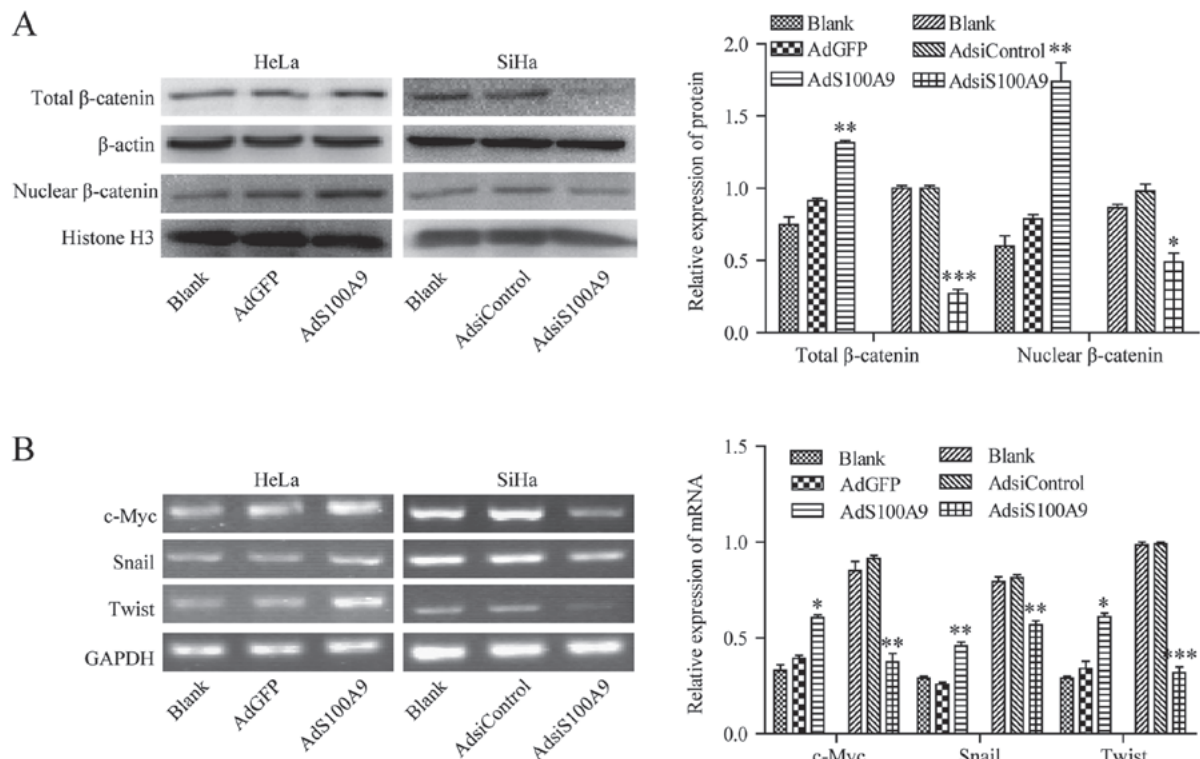 A
HeLa
SiHa
Total β-catenin
β-actin
Nuclear β-catenin
Histone H3
Blank
AdGFP
AdS100A9
Blank
AdsiControl
AdsiS100A9
Blank
Blank
AdGFP
AdsiControl
AdS100A9
AdsiS100A9
Relative expression of protein
2.0
1.5
1.0
0.5
0.0
**
***
**
*
Total β-catenin
Nuclear β-catenin
B
HeLa
SiHa
c-Myc
Snail
Twist
GAPDH
Blank
AdGFP
AdS100A9
Blank
AdsiControl
AdsiS100A9
Blank
Blank
AdGFP
AdsiControl
AdS100A9
AdsiS100A9
Relative expression of mRNA
1.5
1.0
0.5
0.0
*
**
**
**
*
***
c-Myc
Snail
Twist